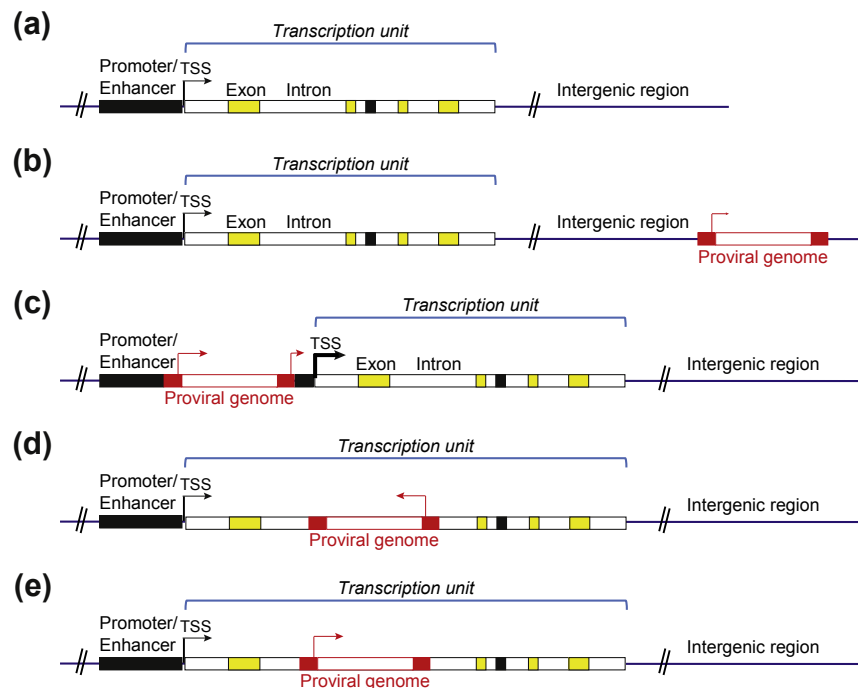 (a)
Transcription unit
Promoter/
Enhancer
TSS
Exon
Intron
Intergenic region
(b)
Transcription unit
Promoter/
Enhancer
TSS
Exon
Intron
Intergenic region
Proviral genome
(c)
Transcription unit
Promoter/
Enhancer
TSS
Exon
Intron
Intergenic region
Proviral genome
(d)
Transcription unit
Promoter/
Enhancer
TSS
Intergenic region
Proviral genome
(e)
Transcription unit
Promoter/
Enhancer
TSS
Intergenic region
Proviral genome